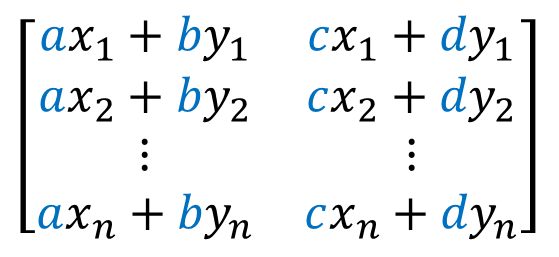 ax₁ + by₁ cx₁ + dy₁
ax₂ + by₂ cx₂ + dy₂
⋮ ⋮
axₙ + byₙ cxₙ + dyₙ